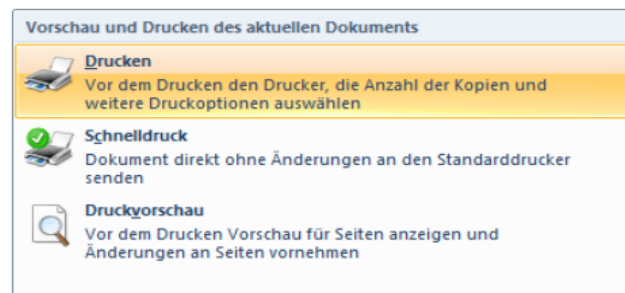 Vorschau und Drucken des aktuellen Dokuments
Drucken
Vor dem Drucken den Drucker, die Anzahl der Kopien und
weitere Druckoptionen auswählen
Schnelldruck
Dokument direkt ohne Änderungen an den Standarddrucker
senden
Druckvorschau
Vor dem Drucken Vorschau für Seiten anzeigen und
Änderungen an Seiten vornehmen